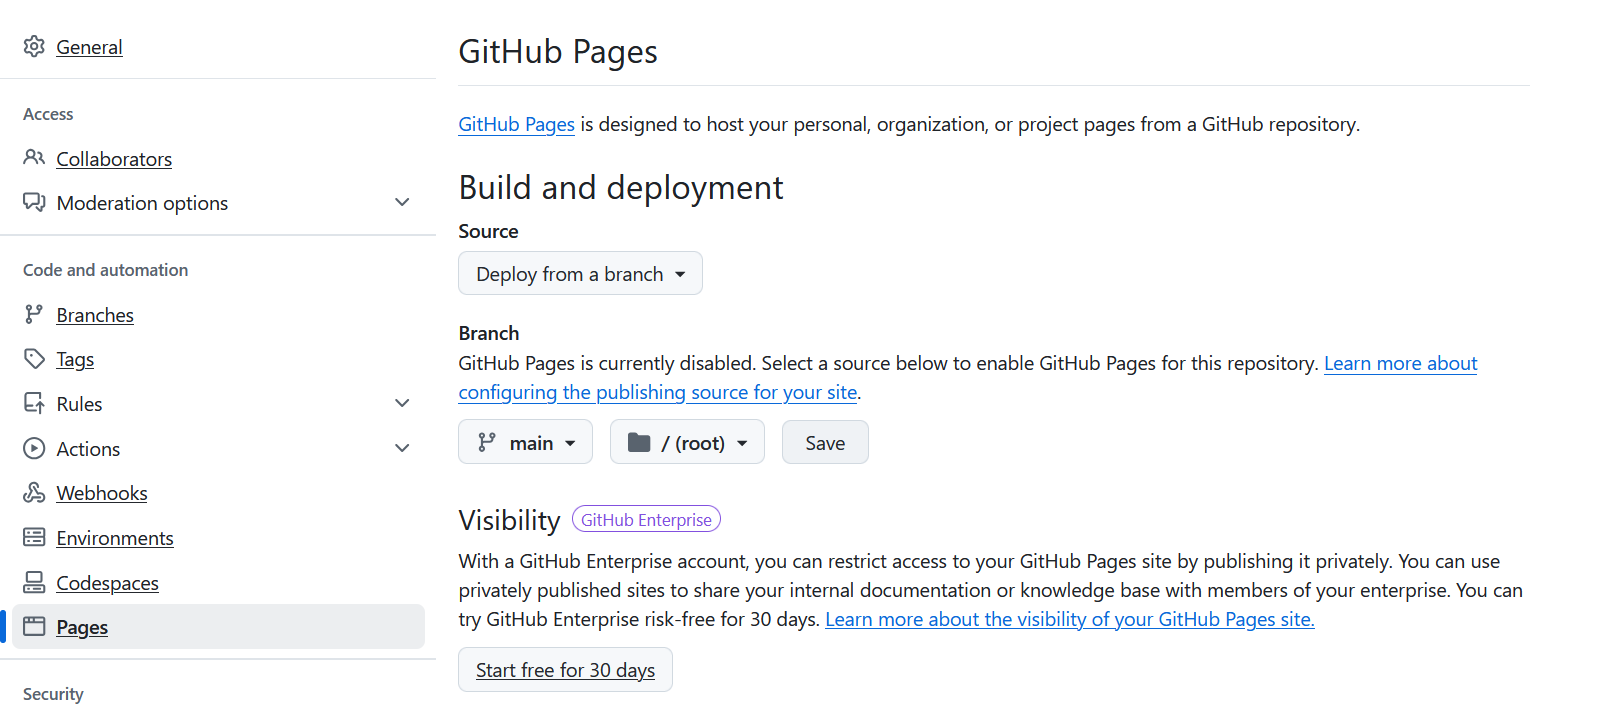 General
Access
Collaborators
Moderation options
Code and automation
Branches
Tags
Rules
Actions
Webhooks
Environments
Codespaces
Pages
Security
GitHub Pages
GitHub Pages is designed to host your personal, organization, or project pages from a GitHub repository.
Build and deployment
Source
Deploy from a branch
Branch
GitHub Pages is currently disabled. Select a source below to enable GitHub Pages for this repository. Learn more about
configuring the publishing source for your site.
main / (root) Save
Visibility GitHub Enterprise
With a GitHub Enterprise account, you can restrict access to your GitHub Pages site by publishing it privately. You can use
privately published sites to share your internal documentation or knowledge base with members of your enterprise. You can
try GitHub Enterprise risk-free for 30 days. Learn more about the visibility of your GitHub Pages site.
Start free for 30 days